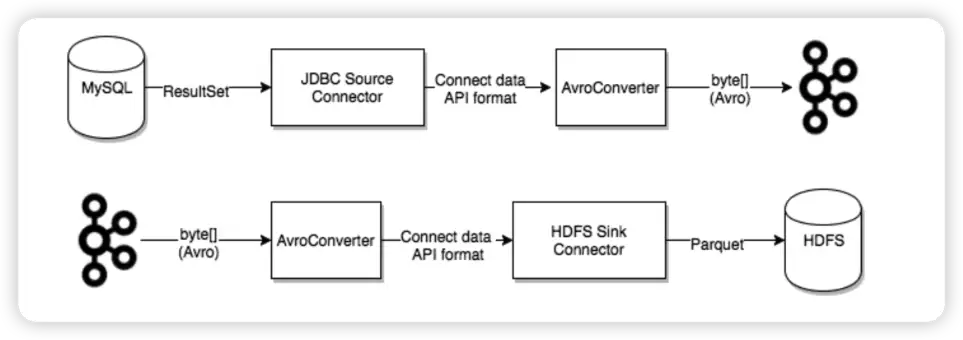 MySQL
ResultSet
JDBC Source
Connector
Connect data
API format
AvroConverter
byte[]
(Avro)
byte[]
(Avro)
AvroConverter
Connect data
API format
HDFS Sink
Connector
Parquet
HDFS